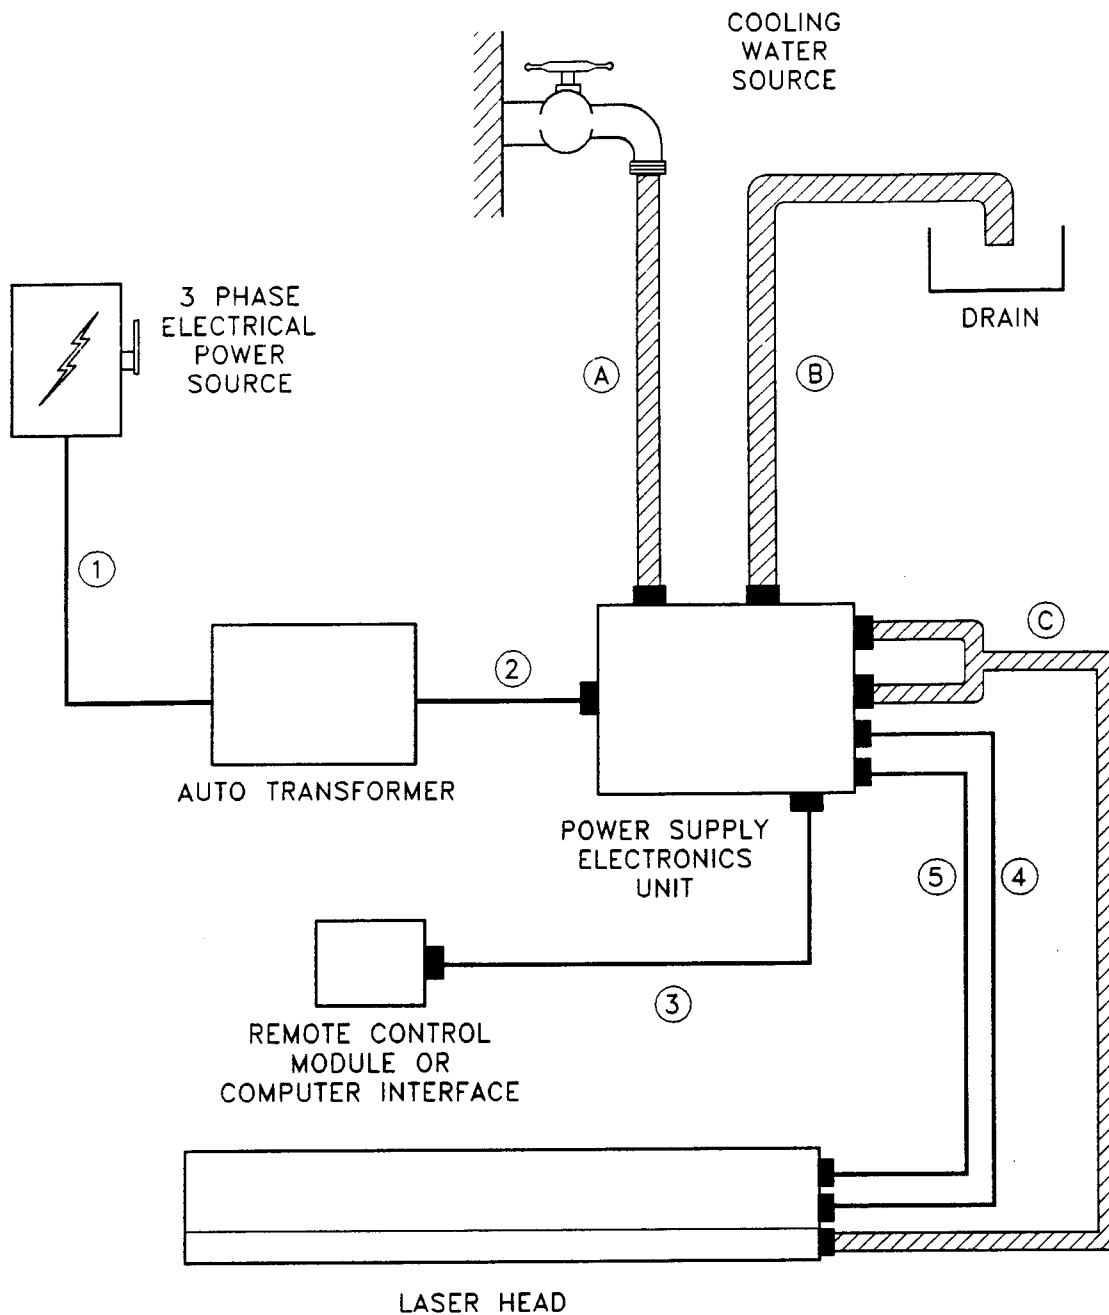 COOLING
WATER
SOURCE
3 PHASE
ELECTRICAL
POWER
SOURCE
DRAIN
A
B
1
C
2
AUTO TRANSFORMER
POWER SUPPLY
ELECTRONICS
UNIT
5
4
3
REMOTE CONTROL
MODULE OR
COMPUTER INTERFACE
LASER HEAD